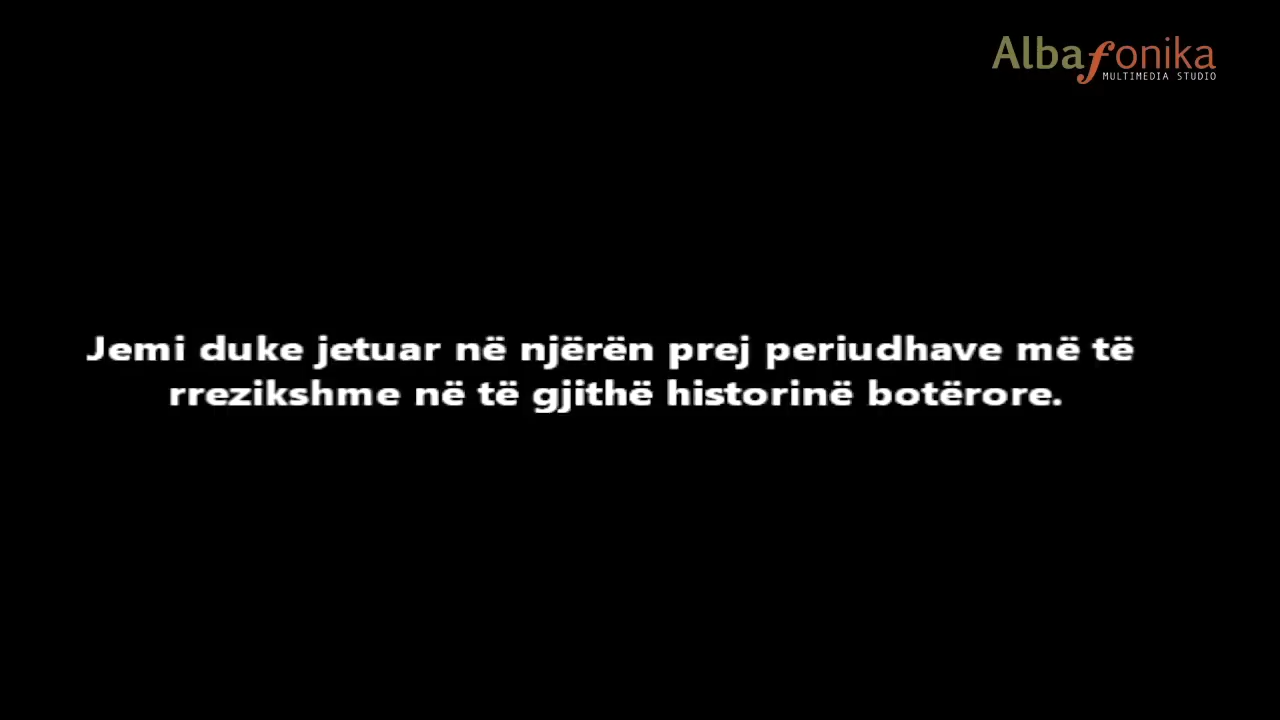 Albafonika
MULTIMEDIA STUDIO
Jemi duke jetuar në njërën prej periudhave më të
rrezikshme në të gjithë historinë botërore.